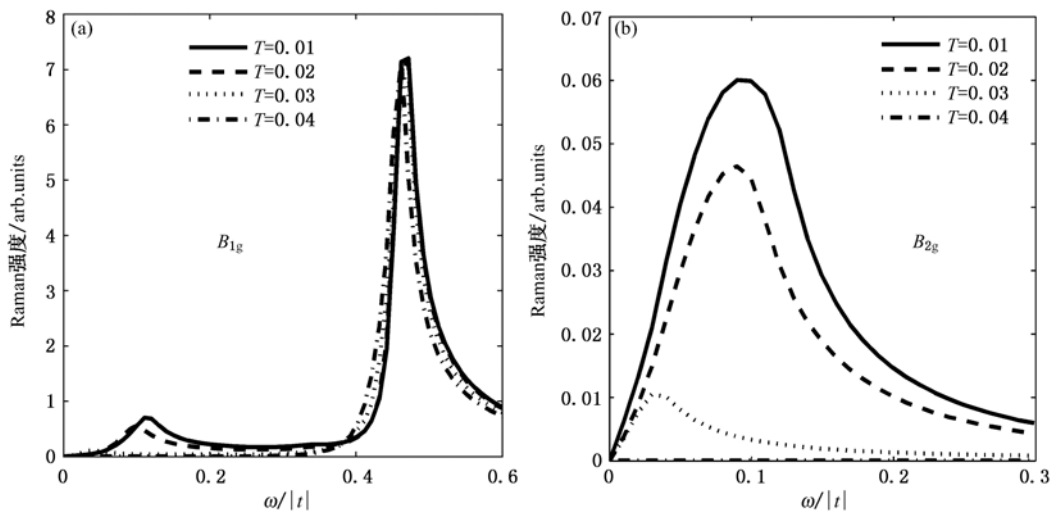 (a)
8
7
6
5
4
3
2
1
0
Raman强度/arb.units
T=0.01
T=0.02
T=0.03
T=0.04
B1g
0
0.2
0.4
0.6
ω/|t|
(b)
0.07
0.06
0.05
0.04
0.03
0.02
0.01
0
Raman强度/arb.units
T=0.01
T=0.02
T=0.03
T=0.04
B2g
0
0.1
0.2
0.3
ω/|t|